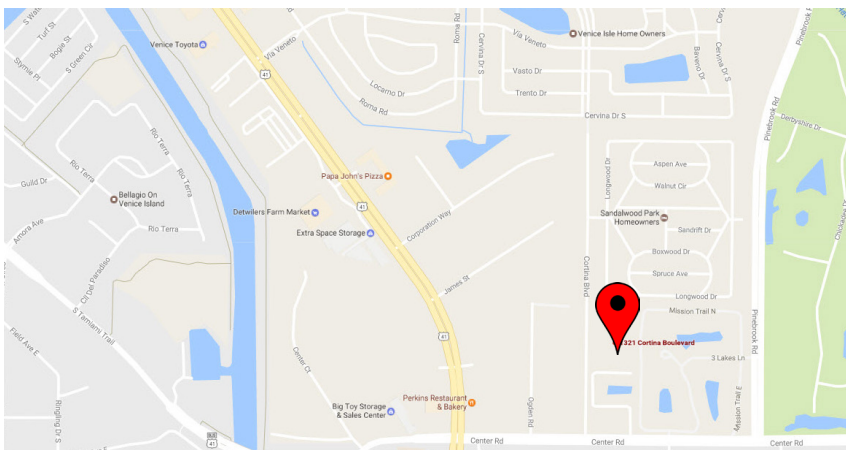 S Wat
Turf St
Bogie St
Stymie Pl
S Green Cir
Venice Toyota
Via Veneto
41
Roma Rd
Cervina Dr S
Via Veneto
Venice Isle Home Owners
Pinebrook R
Vasto Dr
Trento Dr
Baveno Dr
Cervina Dr S
Locarno Dr
Roma Rd
Cervina Dr S
Pinebrook Rd
Derbyshire Dr
Rio Terra
Rio Terra
Guild Dr
Bellagio On
Venice Island
Papa John's Pizza
Longwood Dr
Aspen Ave
Walnut Cir
Amora Ave
Rio Terra
Detwilers Farm Market
41
Extra Space Storage
Corporation Way
Sandalwood Park
Homeowners
Sandrift Dr
Chickadee Dr
Boxwood Dr
Spruce Ave
Cll Del Paradiso
James St
Cortina Blvd
Longwood Dr
Mission Trail N
S Tamiami Trail
Field Ave E
41
321 Cortina Boulevard
3 Lakes Ln
Pinebrook Rd
Center Ct
Ringling Dr S
Big Toy Storage
& Sales Center
Perkins Restaurant
& Bakery
Ogden Rd
Mission Trail E
41
Center Rd
Center Rd
Center Rd